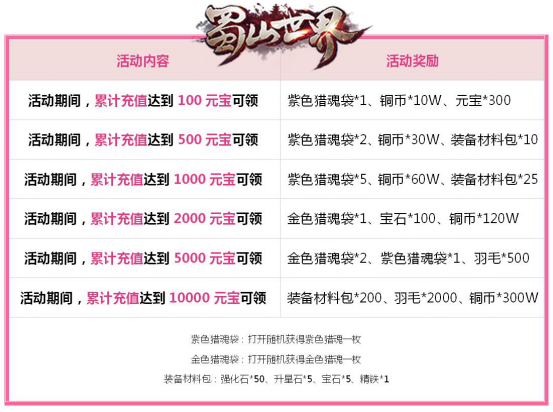 蜀山世界
活动内容 活动奖励
活动期间，累计充值达到 100 元宝可领 紫色猎魂袋*1、铜币*10W、元宝*300
活动期间，累计充值达到 500 元宝可领 紫色猎魂袋*2、铜币*30W、装备材料包*10
活动期间，累计充值达到 1000 元宝可领 紫色猎魂袋*5、铜币*60W、装备材料包*25
活动期间，累计充值达到 2000 元宝可领 金色猎魂袋*1、宝石*100、铜币*120W
活动期间，累计充值达到 5000 元宝可领 金色猎魂袋*2、紫色猎魂袋*1、羽毛*500
活动期间，累计充值达到 10000 元宝可领 装备材料包*200、羽毛*2000、铜币*300W
紫色猎魂袋：打开随机获得紫色猎魂一枚
金色猎魂袋：打开随机获得金色猎魂一枚
装备材料包：强化石*50、升星石*5、宝石*5、精铁*1